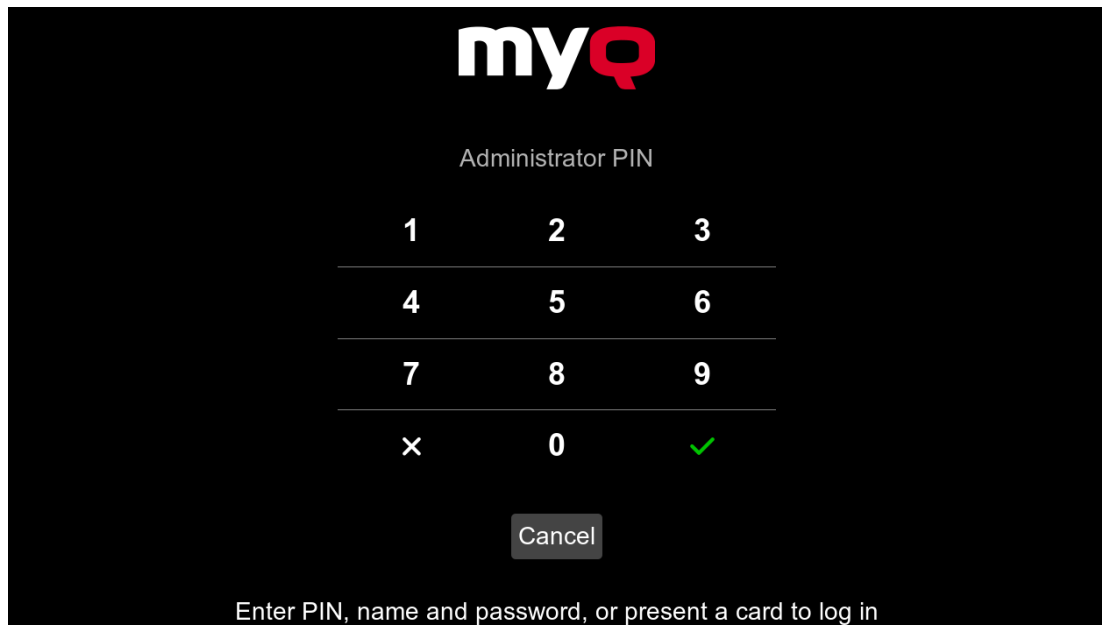 myQ
Administrator PIN
1 2 3
4 5 6
7 8 9
0
Cancel
Enter PIN, name and password, or present a card to log in